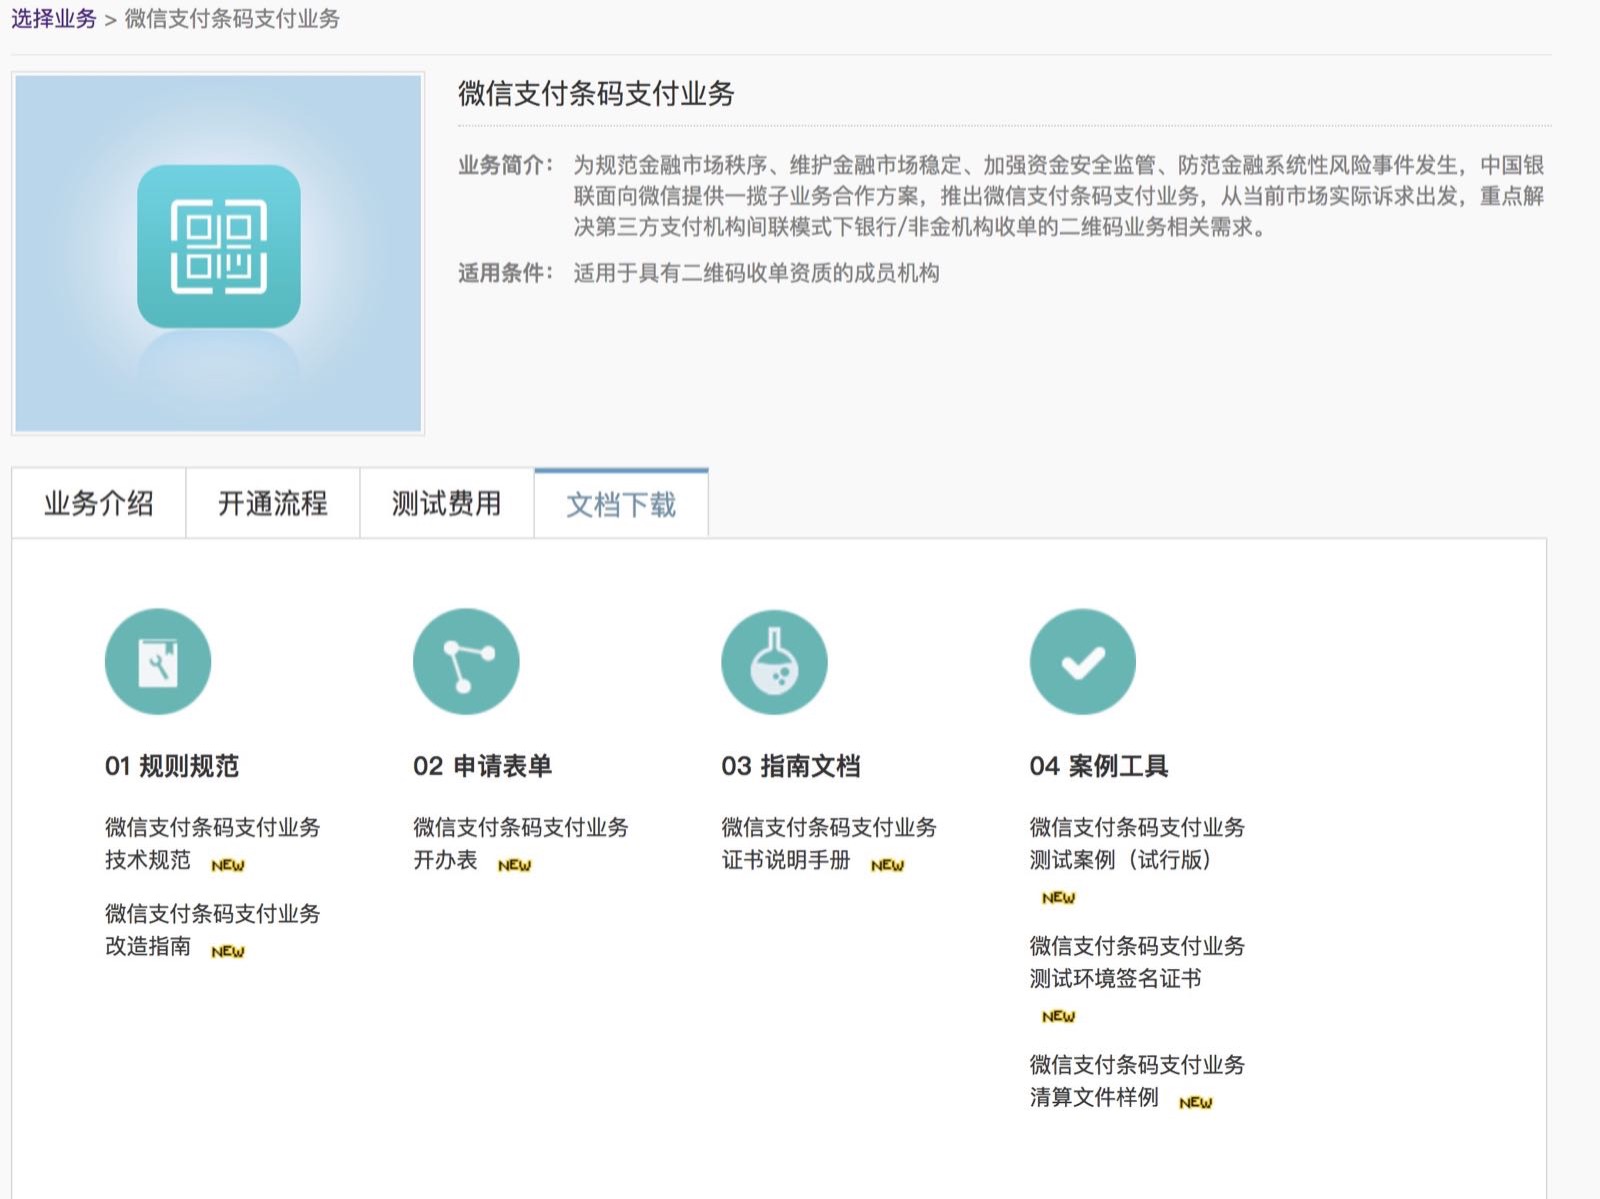 选择业务 > 微信支付条码支付业务
微信支付条码支付业务
业务简介： 为规范金融市场秩序、维护金融市场稳定、加强资金安全监管、防范金融系统性风险事件发生，中国银
联面向微信提供一揽子业务合作方案，推出微信支付条码支付业务，从当前市场实际诉求出发，重点解
决第三方支付机构间联模式下银行/非金机构收单的二维码业务相关需求。
适用条件： 适用于具有二维码收单资质的成员机构
业务介绍 开通流程 测试费用 文档下载
01 规则规范
微信支付条码支付业务
技术规范 NEW
微信支付条码支付业务
改造指南 NEW
02 申请表单
微信支付条码支付业务
开办表 NEW
03 指南文档
微信支付条码支付业务
证书说明手册 NEW
04 案例工具
微信支付条码支付业务
测试案例（试行版）
NEW
微信支付条码支付业务
测试环境签名证书
NEW
微信支付条码支付业务
清算文件样例 NEW